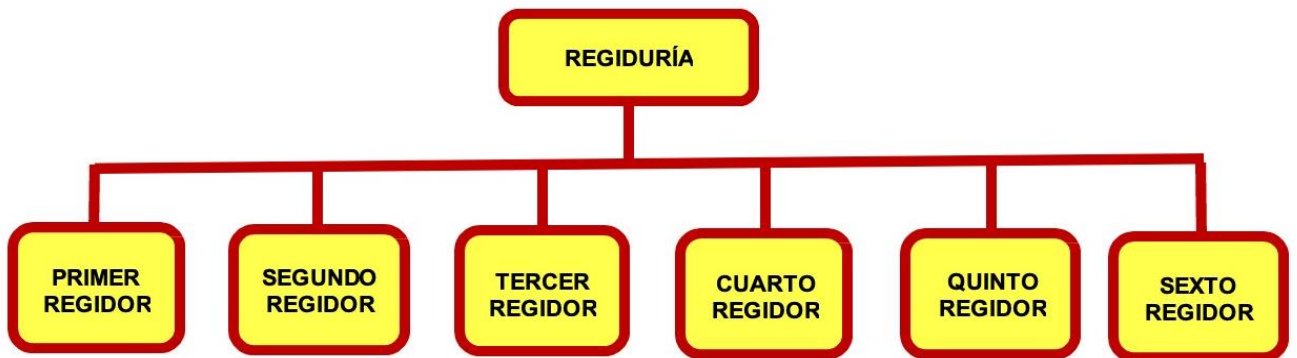 REGIDURÍA
PRIMER
REGIDOR
SEGUNDO
REGIDOR
TERCER
REGIDOR
CUARTO
REGIDOR
QUINTO
REGIDOR
SEXTO
REGIDOR